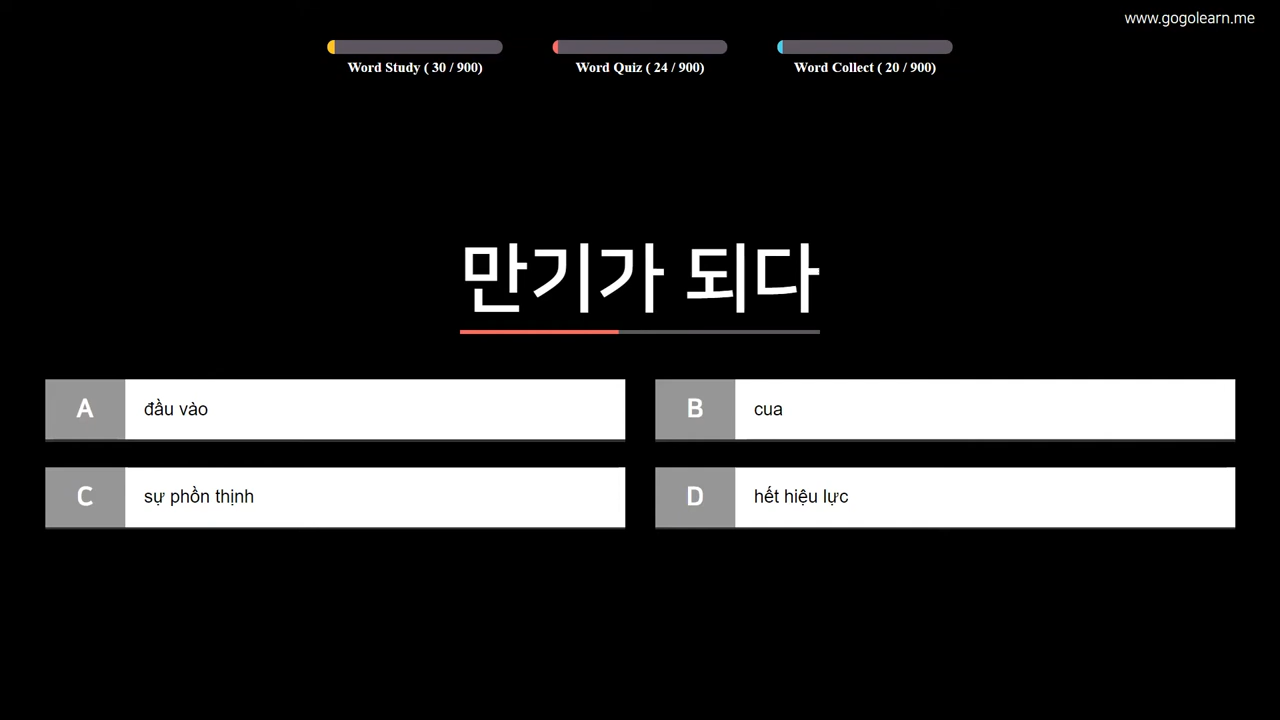 www.gogolearn.me
Word Study ( 30 / 900)
Word Quiz ( 24 / 900)
Word Collect ( 20 / 900)
만기가 되다
A đầu vào
B cua
C sự phồn thịnh
D hết hiệu lực